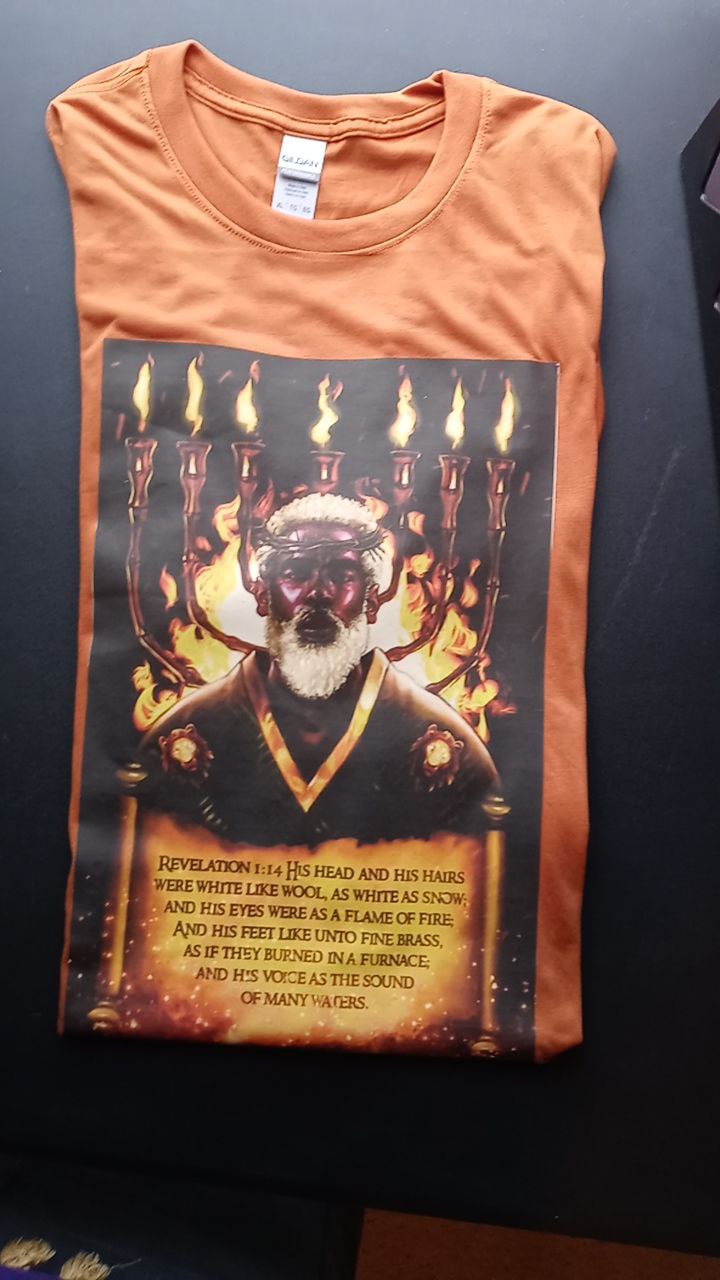 GILDAN
XL
REVELATION 1:14 HIS HEAD AND HIS HAIRS
WERE WHITE LIKE WOOL, AS WHITE AS SNOW;
AND HIS EYES WERE AS A FLAME OF FIRE;
AND HIS FEET LIKE UNTO FINE BRASS,
AS IF THEY BURNED IN A FURNACE;
AND HIS VOICE AS THE SOUND
OF MANY WATERS.